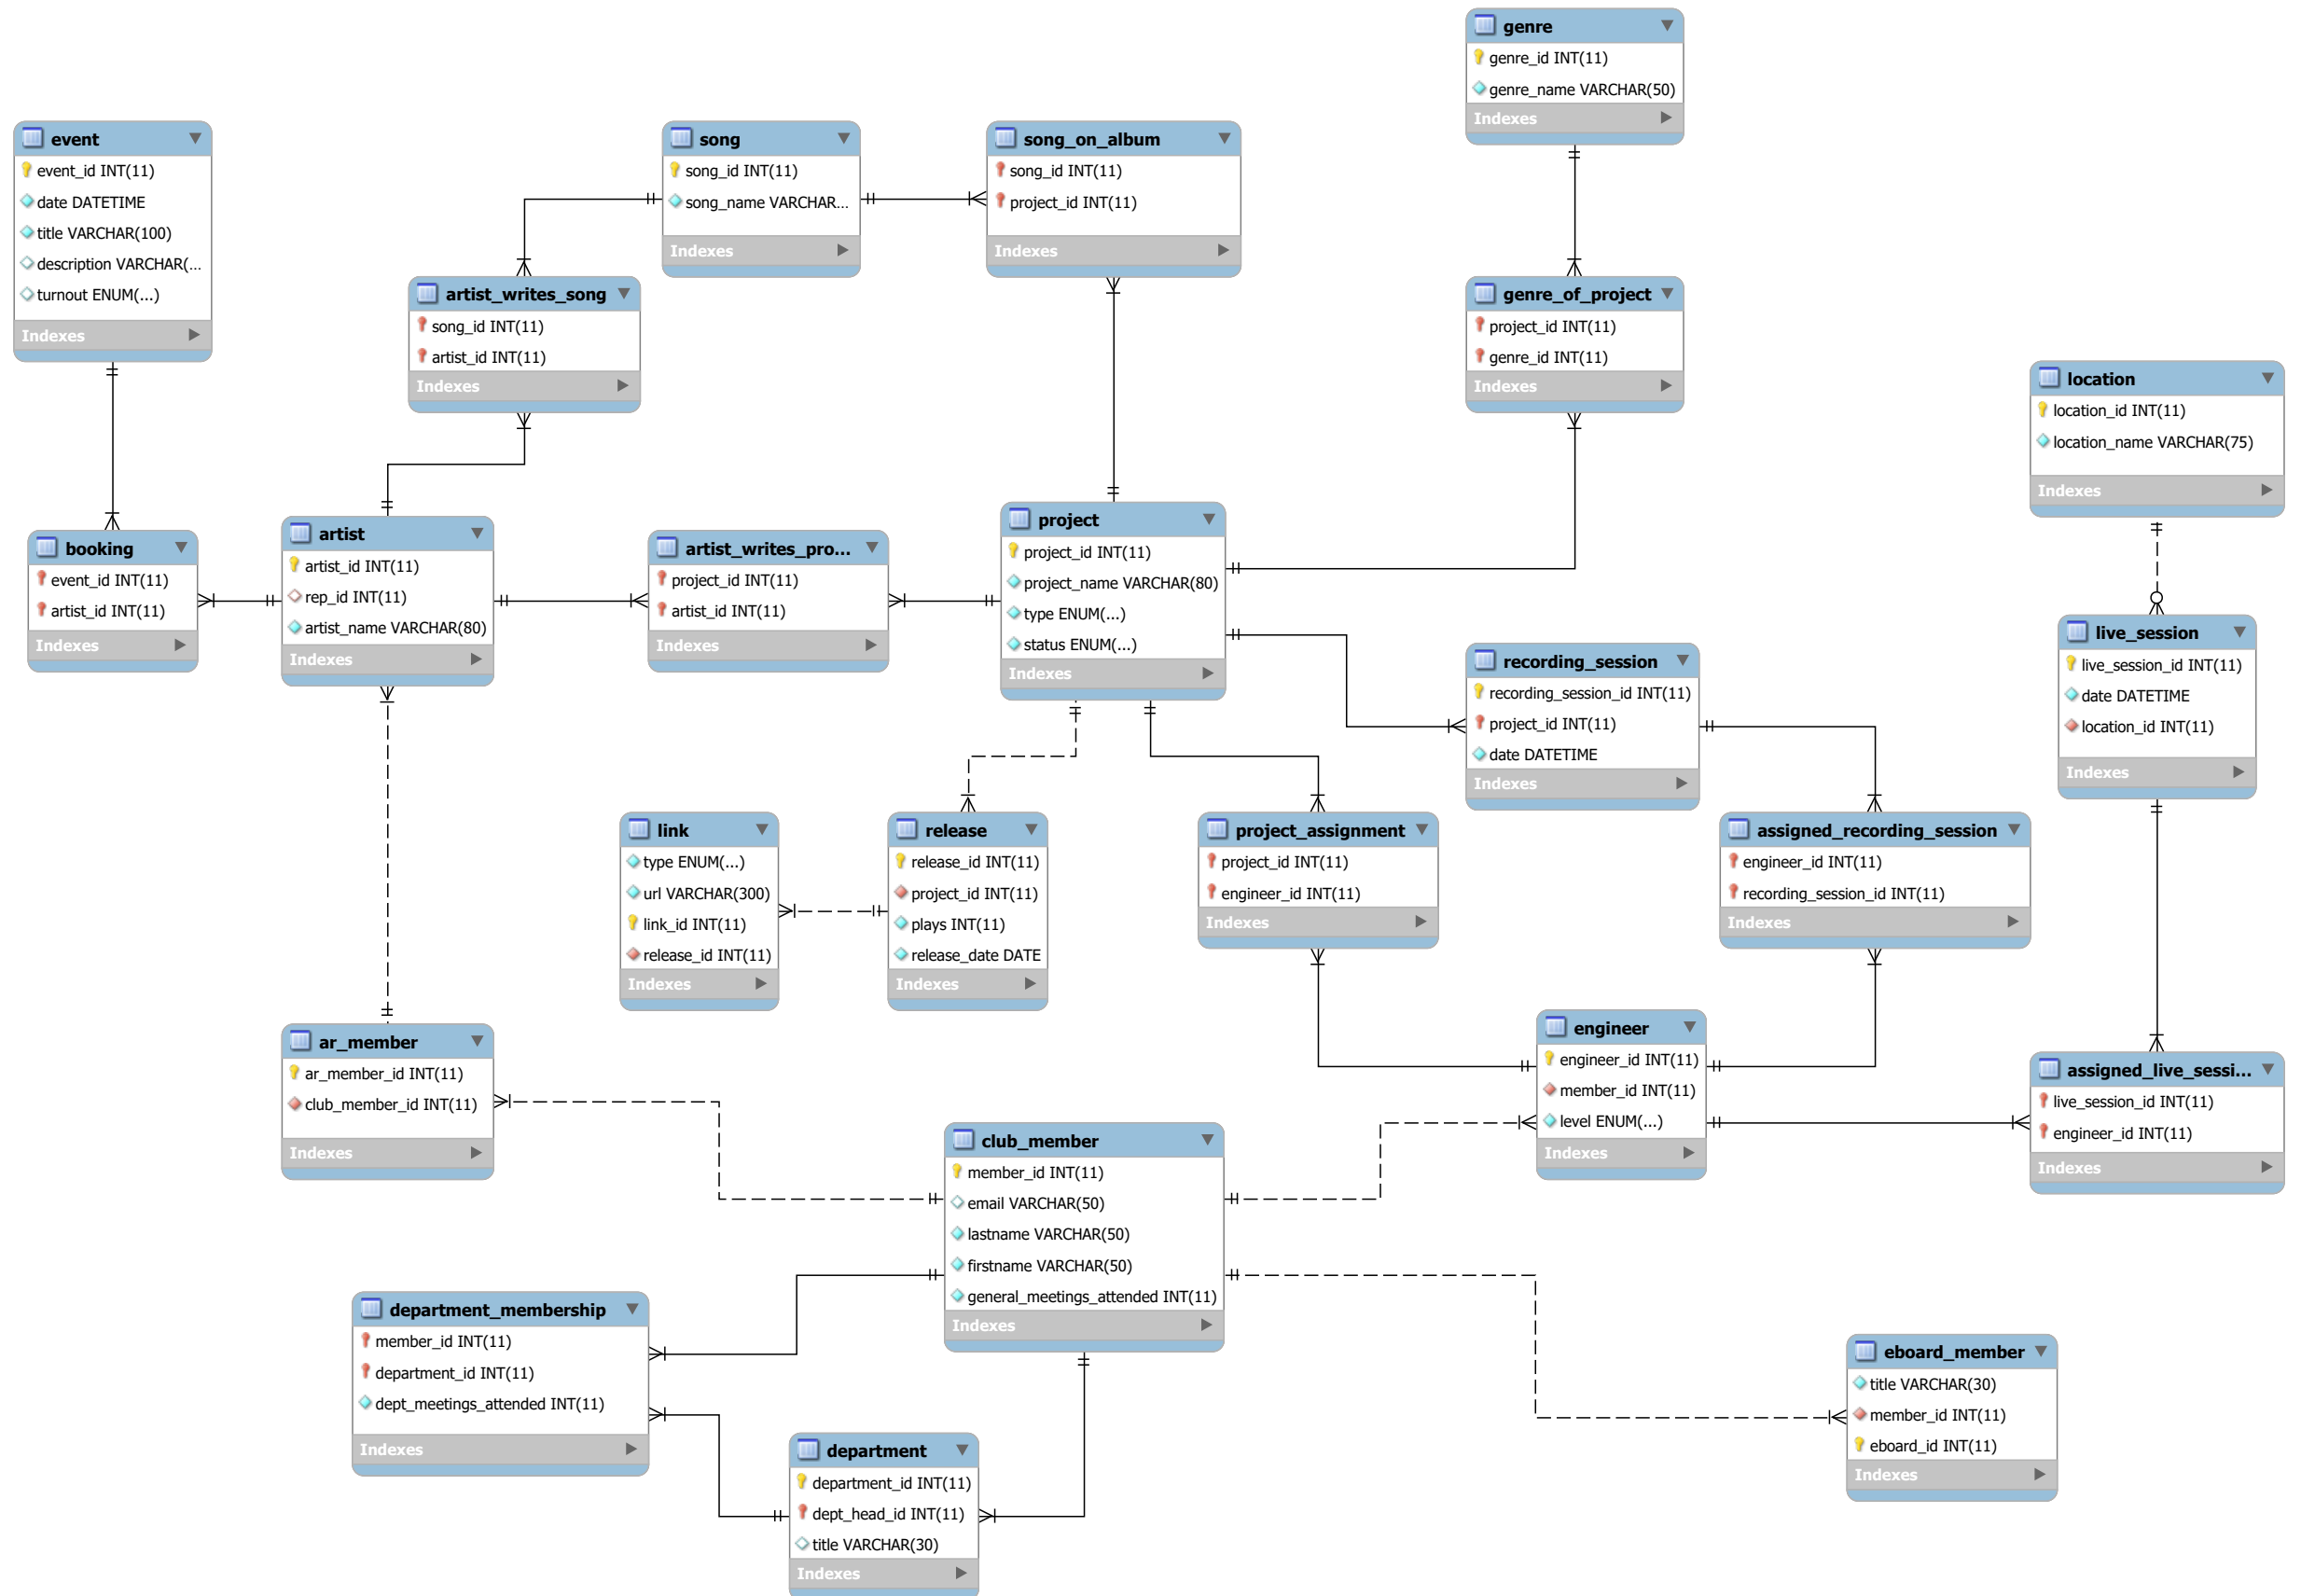 genre
genre_id INT(11)
genre_name VARCHAR(50)
Indexes
event
event_id INT(11)
date DATETIME
title VARCHAR(100)
description VARCHAR(...
turnout ENUM(...)
Indexes
song
song_id INT(11)
song_name VARCHAR...
Indexes
song_on_album
song_id INT(11)
project_id INT(11)
Indexes
artist_writes_song
song_id INT(11)
artist_id INT(11)
Indexes
genre_of_project
project_id INT(11)
genre_id INT(11)
Indexes
location
location_id INT(11)
location_name VARCHAR(75)
Indexes
booking
event_id INT(11)
artist_id INT(11)
Indexes
artist
artist_id INT(11)
rep_id INT(11)
artist_name VARCHAR(80)
Indexes
artist_writes_pro...
project_id INT(11)
artist_id INT(11)
Indexes
project
project_id INT(11)
project_name VARCHAR(80)
type ENUM(...)
status ENUM(...)
Indexes
recording_session
recording_session_id INT(11)
project_id INT(11)
date DATETIME
Indexes
live_session
live_session_id INT(11)
date DATETIME
location_id INT(11)
Indexes
link
type ENUM(...)
url VARCHAR(300)
link_id INT(11)
release_id INT(11)
Indexes
release
release_id INT(11)
project_id INT(11)
plays INT(11)
release_date DATE
Indexes
project_assignment
project_id INT(11)
engineer_id INT(11)
Indexes
assigned_recording_session
engineer_id INT(11)
recording_session_id INT(11)
Indexes
ar_member
ar_member_id INT(11)
club_member_id INT(11)
Indexes
engineer
engineer_id INT(11)
member_id INT(11)
level ENUM(...)
Indexes
assigned_live_sessi...
live_session_id INT(11)
engineer_id INT(11)
Indexes
club_member
member_id INT(11)
email VARCHAR(50)
lastname VARCHAR(50)
firstname VARCHAR(50)
general_meetings_attended INT(11)
Indexes
department_membership
member_id INT(11)
department_id INT(11)
dept_meetings_attended INT(11)
Indexes
eboard_member
title VARCHAR(30)
member_id INT(11)
eboard_id INT(11)
Indexes
department
department_id INT(11)
dept_head_id INT(11)
title VARCHAR(30)
Indexes